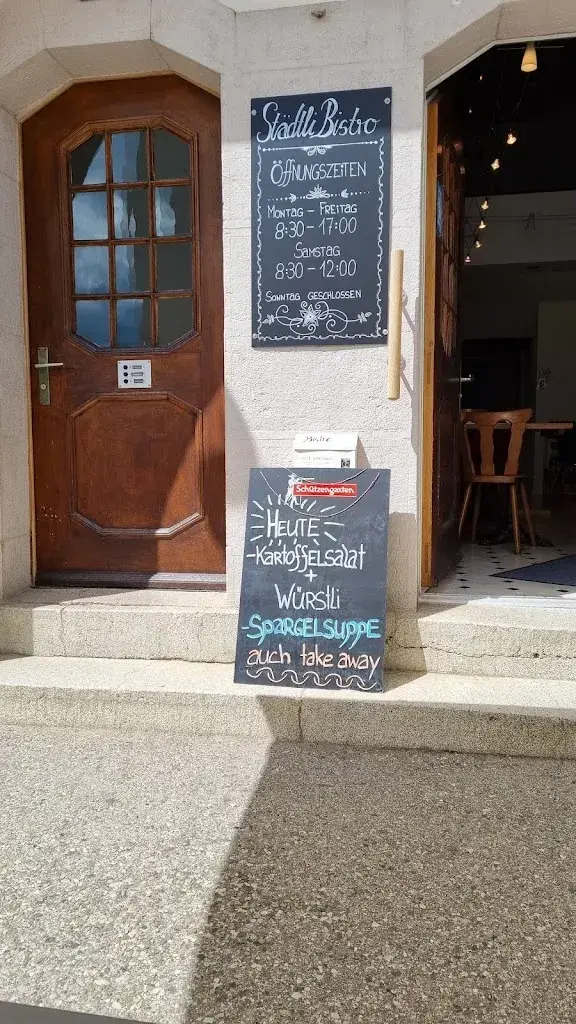 Städtli Bistro
ÖFFNUNGSZEITEN
MONTAG - FREITAG
8:30 - 17:00
SAMSTAG
8:30 - 12:00
SONNTAG GESCHLOSSEN
Bistro
Schützengarten
HEUTE
-KARTOFFELSALAT
+
WÜRSTLI
-SPARGELSUPPE
auch take away